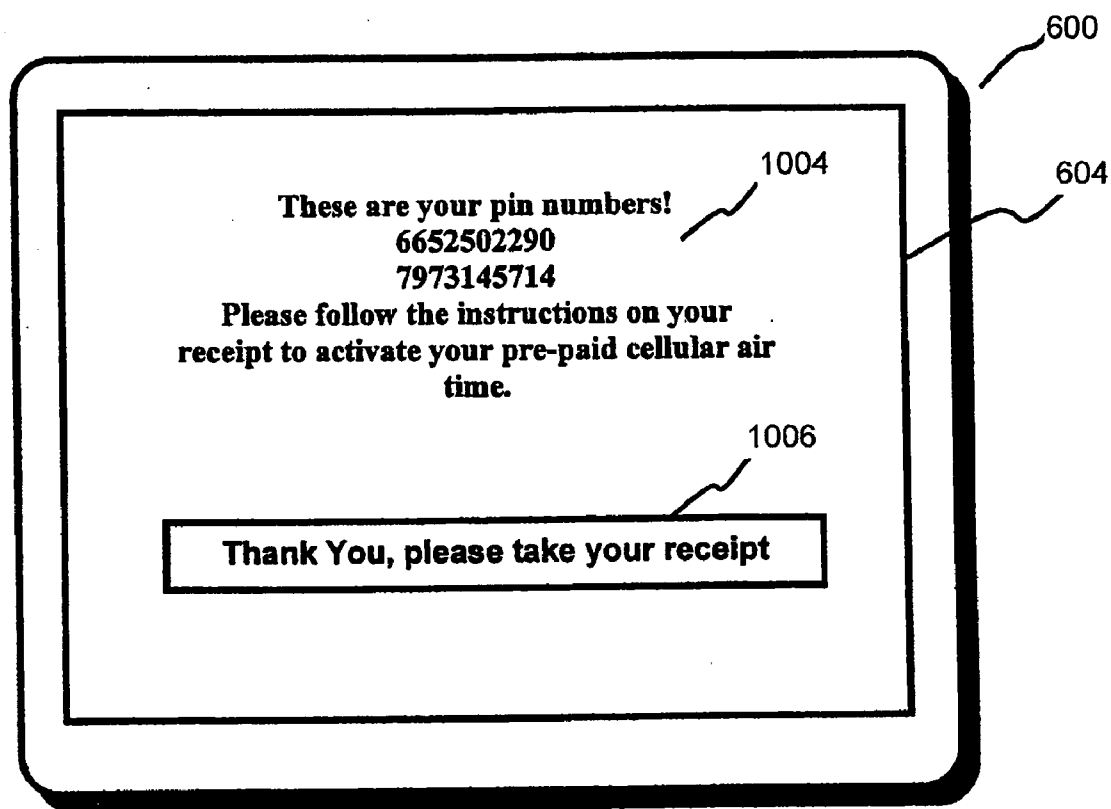 600
1004
604
These are your pin numbers!
6652502290
7973145714
Please follow the instructions on your
receipt to activate your pre-paid cellular air
time.
1006
Thank You, please take your receipt